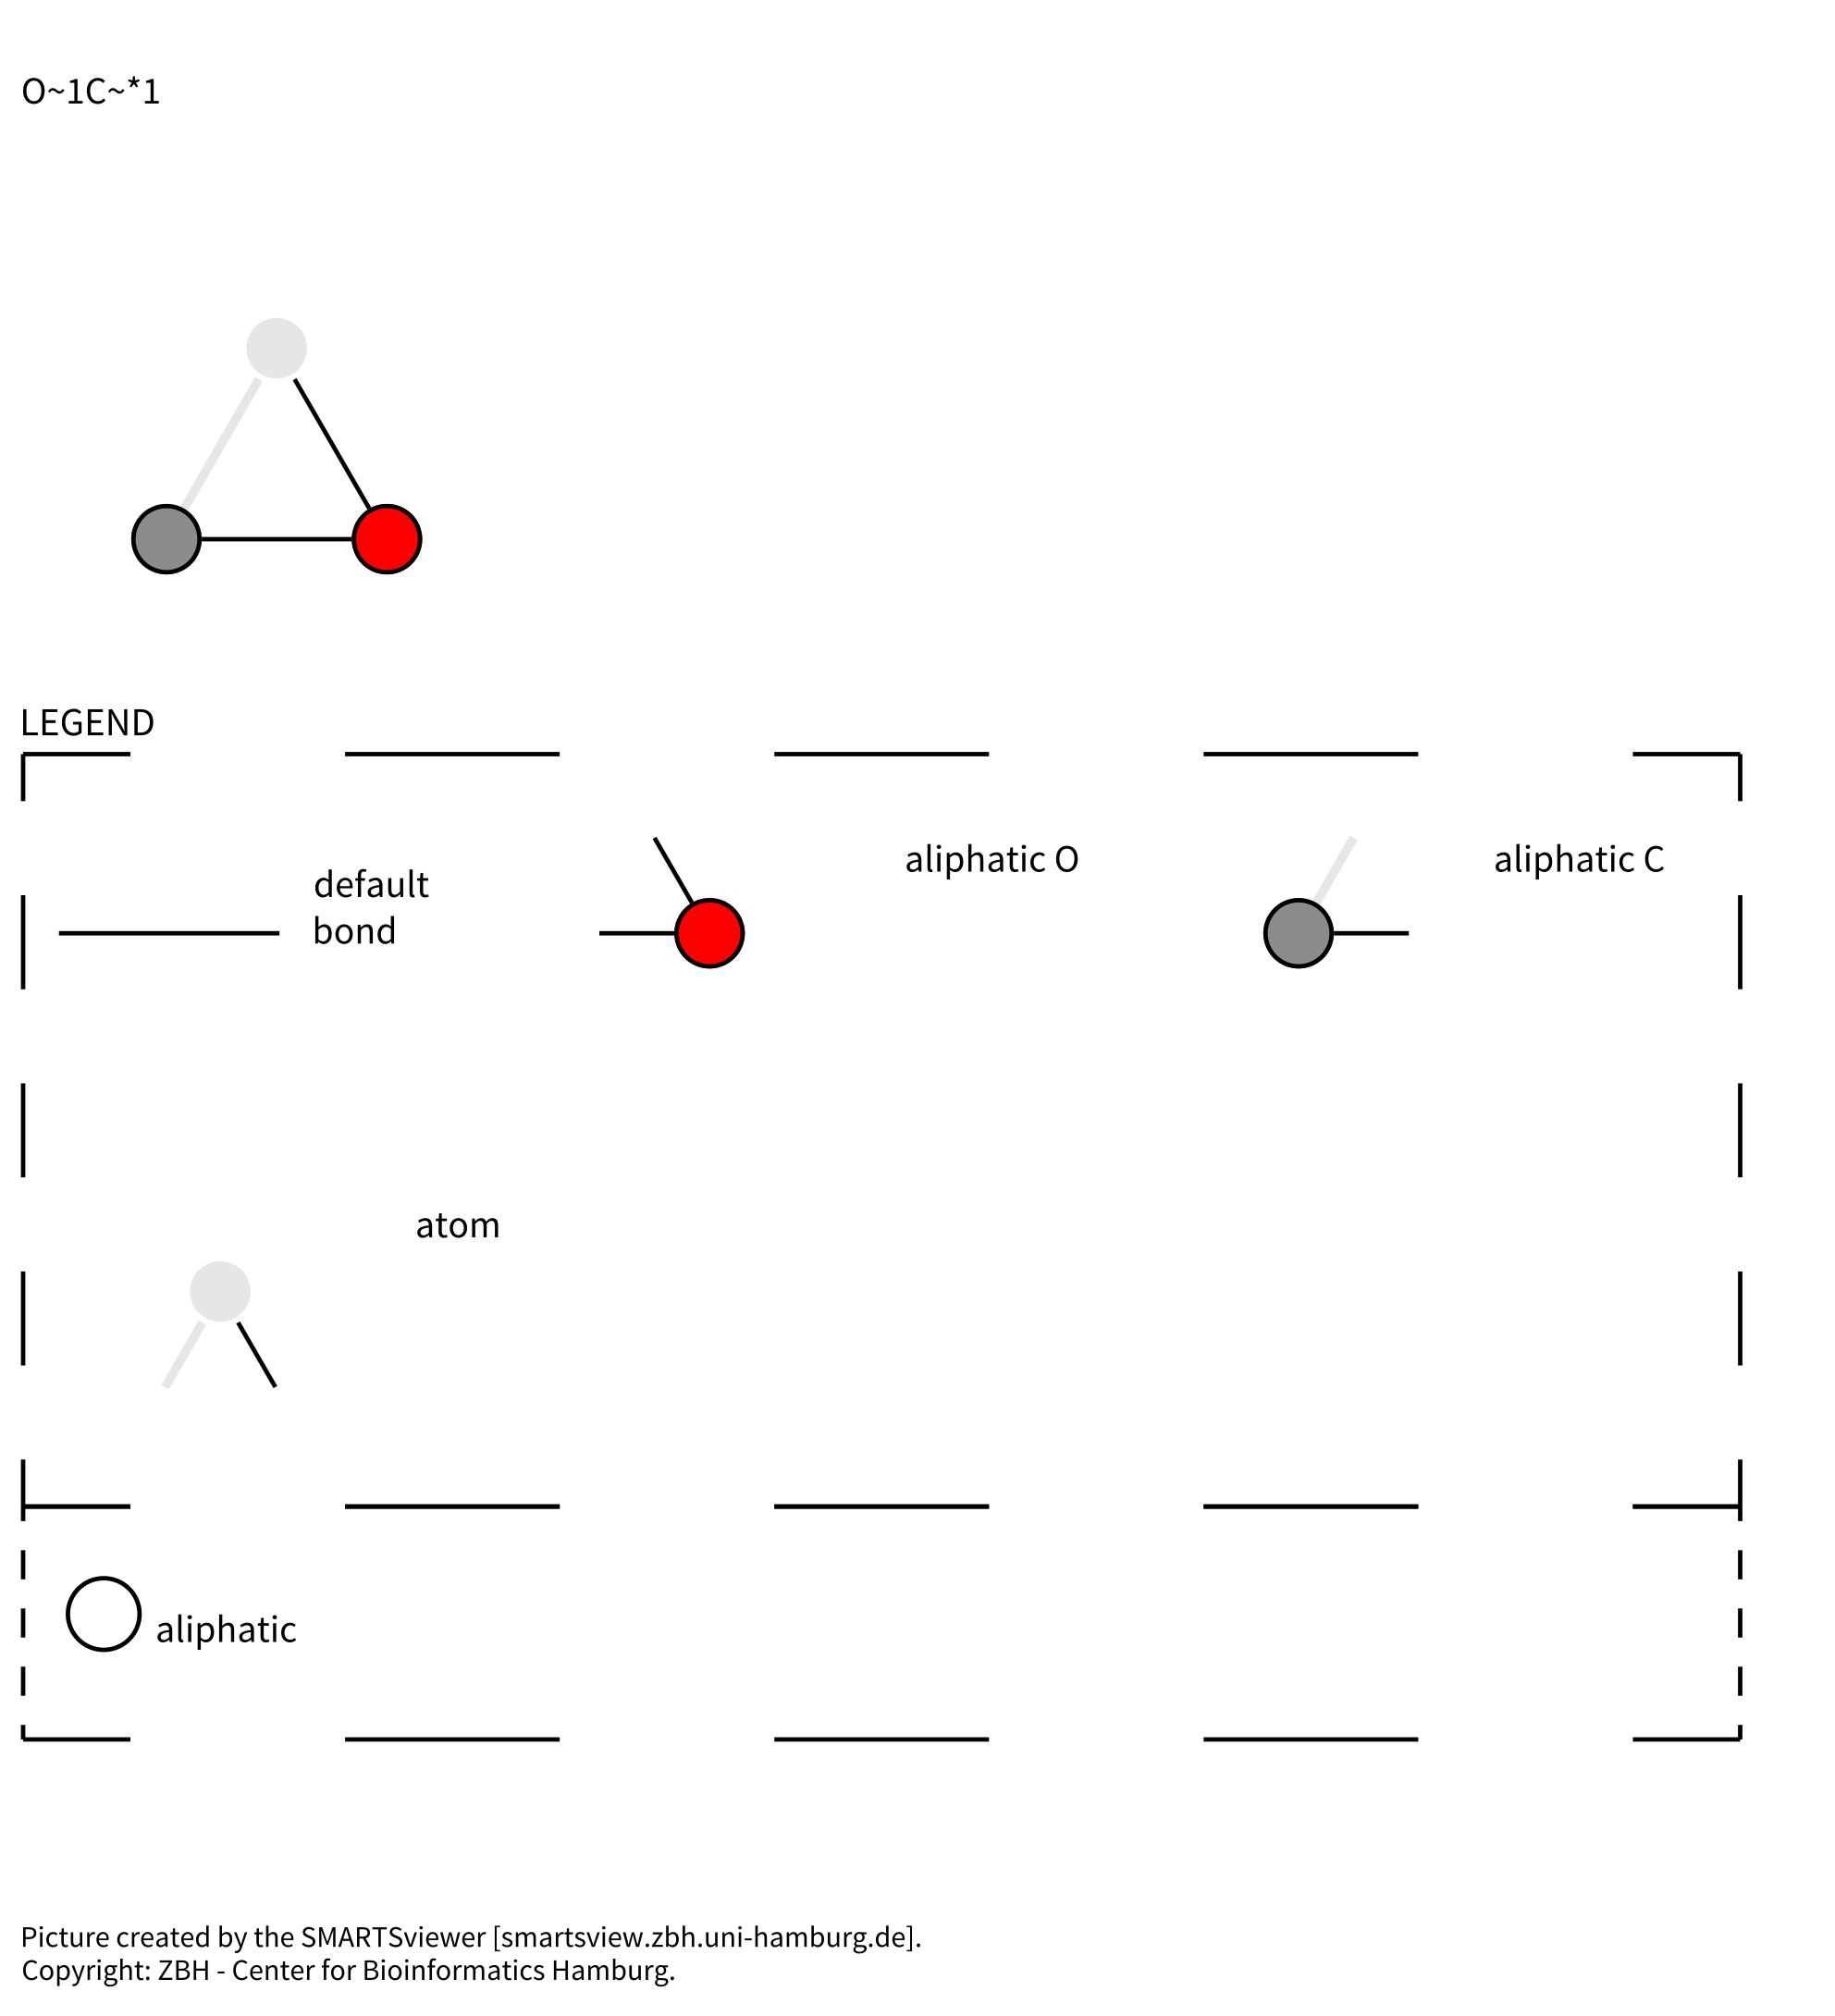 O~1C~*1
LEGEND
default
bond
aliphatic O
aliphatic C
atom
aliphatic
Picture created by the SMARTSviewer [smartsview.zbh.uni-hamburg.de].
Copyright: ZBH - Center for Bioinformatics Hamburg.